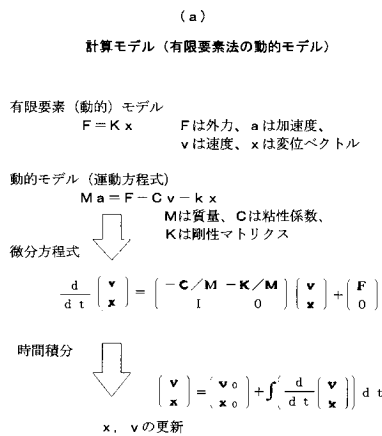 (a)
計算モデル(有限要素法の動的モデル)
有限要素(動的)モデル
F=Kx Fは外力、aは加速度、
vは速度、xは変位ベクトル
動的モデル(運動方程式)
Ma=F-Cv-kx
Mは質量、Cは粘性係数、
Kは剛性マトリクス
微分方程式
d/dt (v x) = (-C/M -K/M I 0) (v x) + (F 0)
時間積分
(v x) = (v₀ x₀) + ∫(d/dt (v x)) dt
x, vの更新